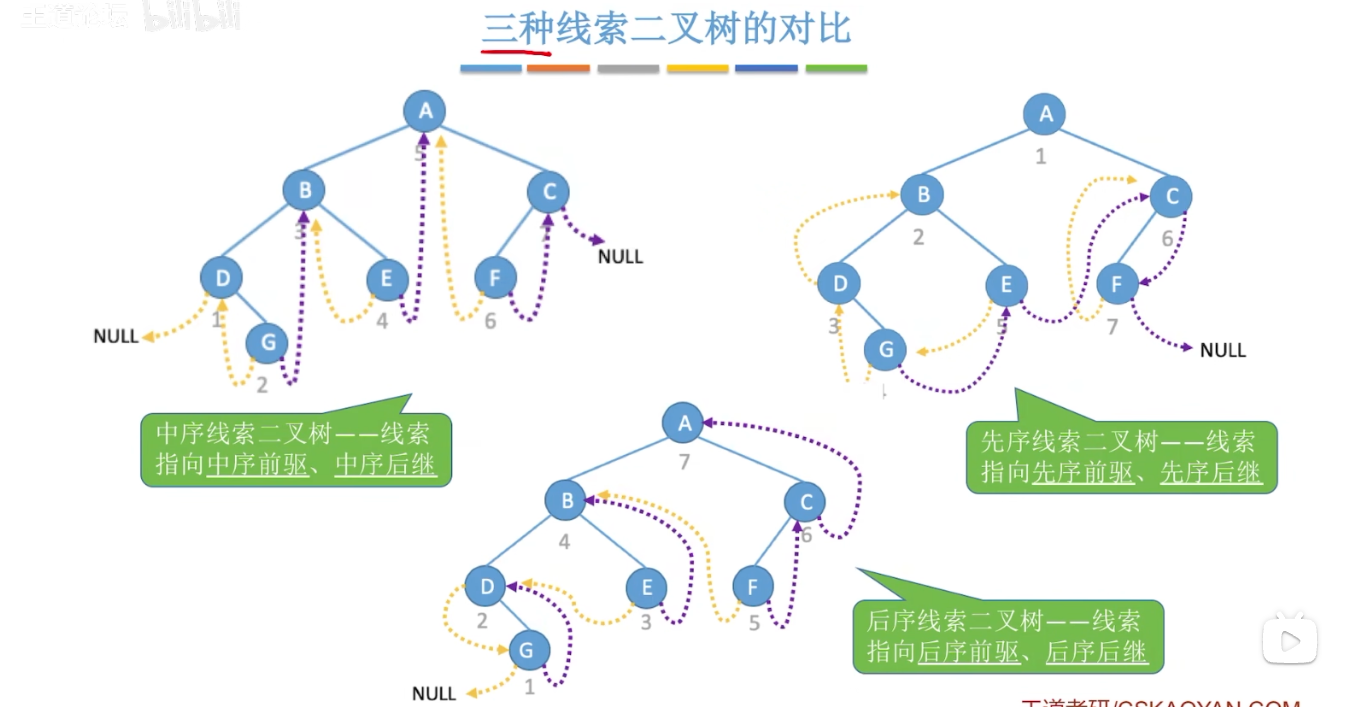 bilibili
三种线索二叉树的对比
A
5
B
3
C
7
NULL
D
1
E
4
F
6
NULL
G
2
中序线索二叉树——线索
指向中序前驱、中序后继
A
1
B
2
C
6
D
3
E
5
F
7
G
NULL
先序线索二叉树——线索
指向先序前驱、先序后继
A
7
B
4
C
6
D
2
E
3
F
5
G
1
NULL
后序线索二叉树——线索
指向后序前驱、后序后继
王道考研/CSKAOYAN.COM